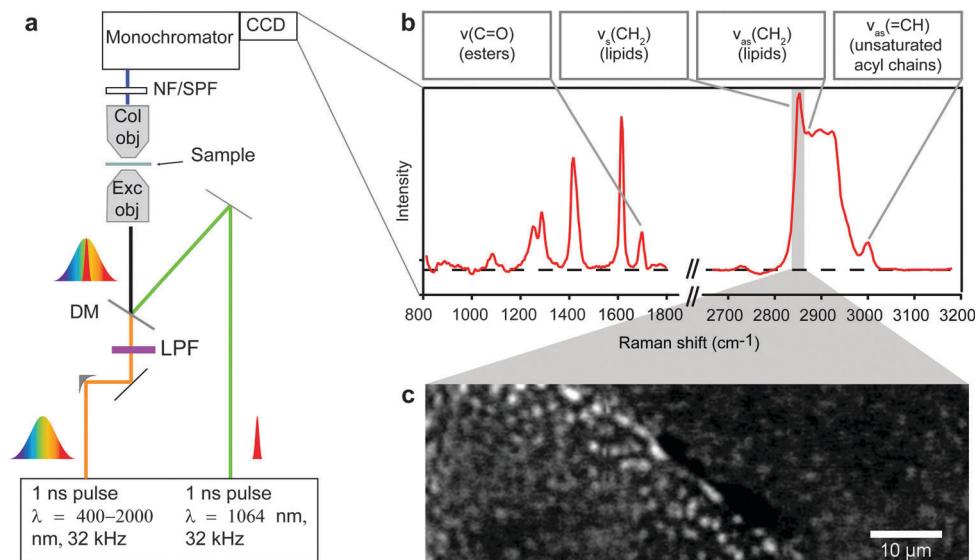 a
Monochromator
CCD
NF/SPF
Col
obj
Sample
Exc
obj
DM
LPF
1 ns pulse
λ = 400–2000
nm, 32 kHz
1 ns pulse
λ = 1064 nm,
32 kHz
b
ν(C=O)
(esters)
νs(CH2)
(lipids)
νas(CH2)
(lipids)
νas(=CH)
(unsaturated
acyl chains)
Intensity
800 1000 1200 1400 1600 1800 2700 2800 2900 3000 3100 3200
Raman shift (cm-1)
c
10 µm